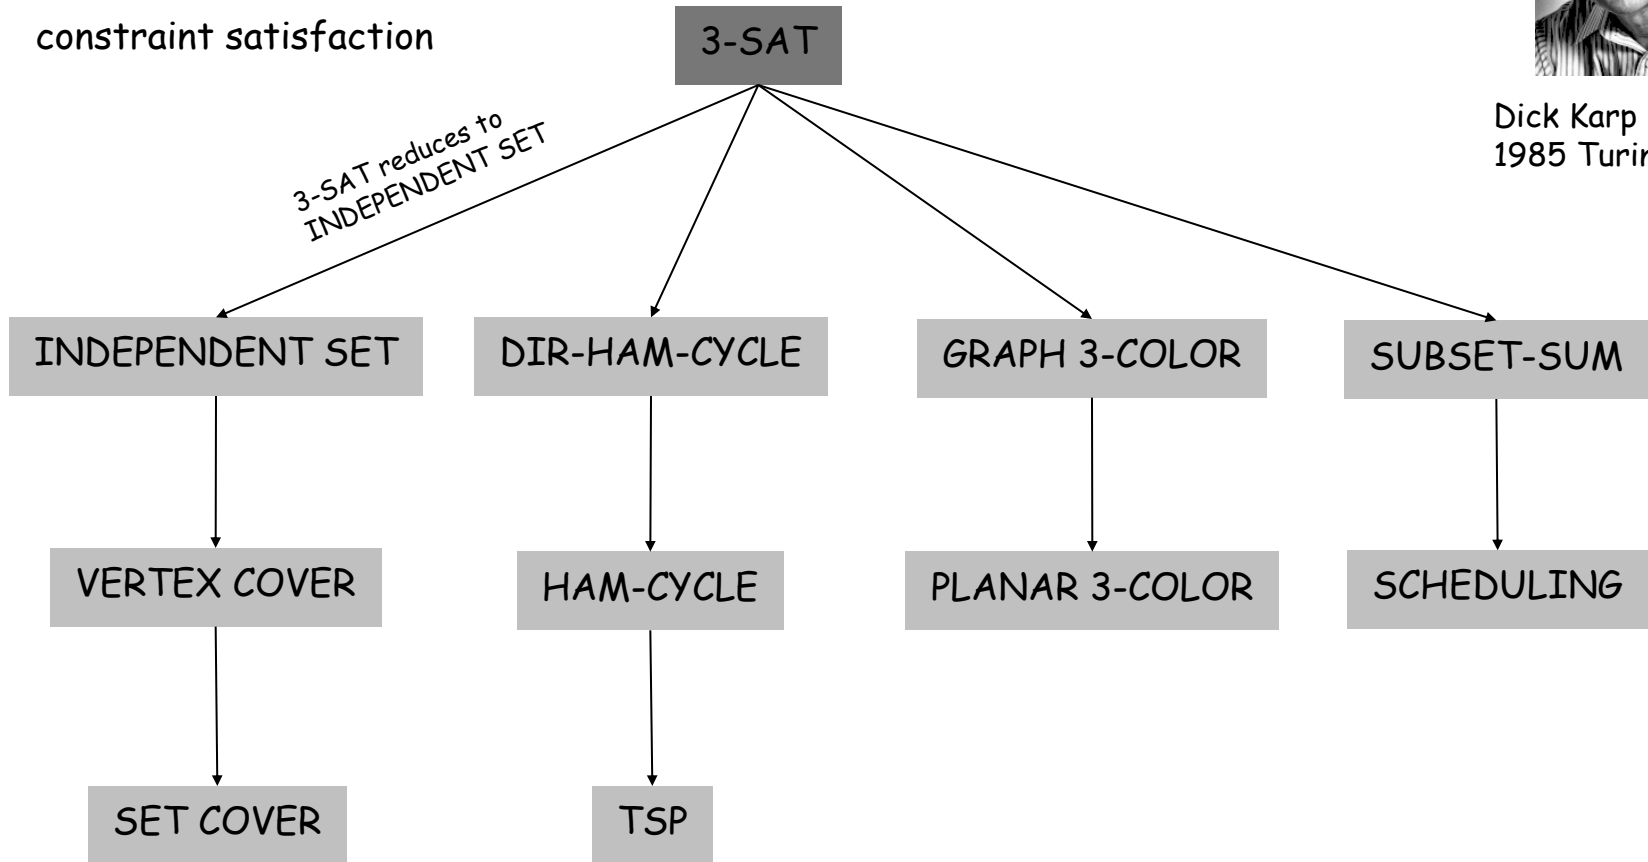 constraint satisfaction
3-SAT
Dick Karp
1985
3-SAT reduces to
INDEPENDENT SET
INDEPENDENT SET
DIR-HAM-CYCLE
GRAPH 3-COLOR
SUBSET-SUM
VERTEX COVER
HAM-CYCLE
PLANAR 3-COLOR
SCHEDULING
SET COVER
TSP